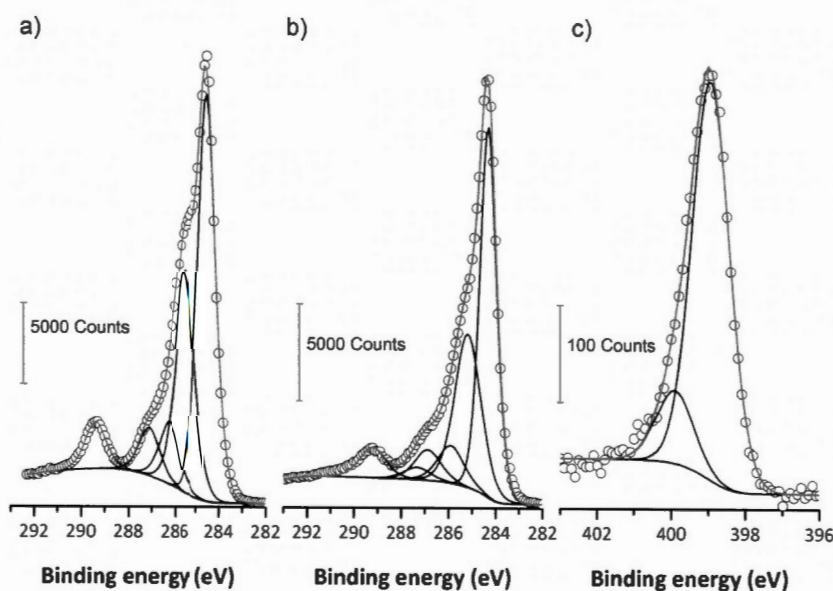 a)
b)
c)
5000 Counts
5000 Counts
100 Counts
292 290 288 286 284 282
292 290 288 286 284 282
402 400 398 396
Binding energy (eV)
Binding energy (eV)
Binding energy (eV)